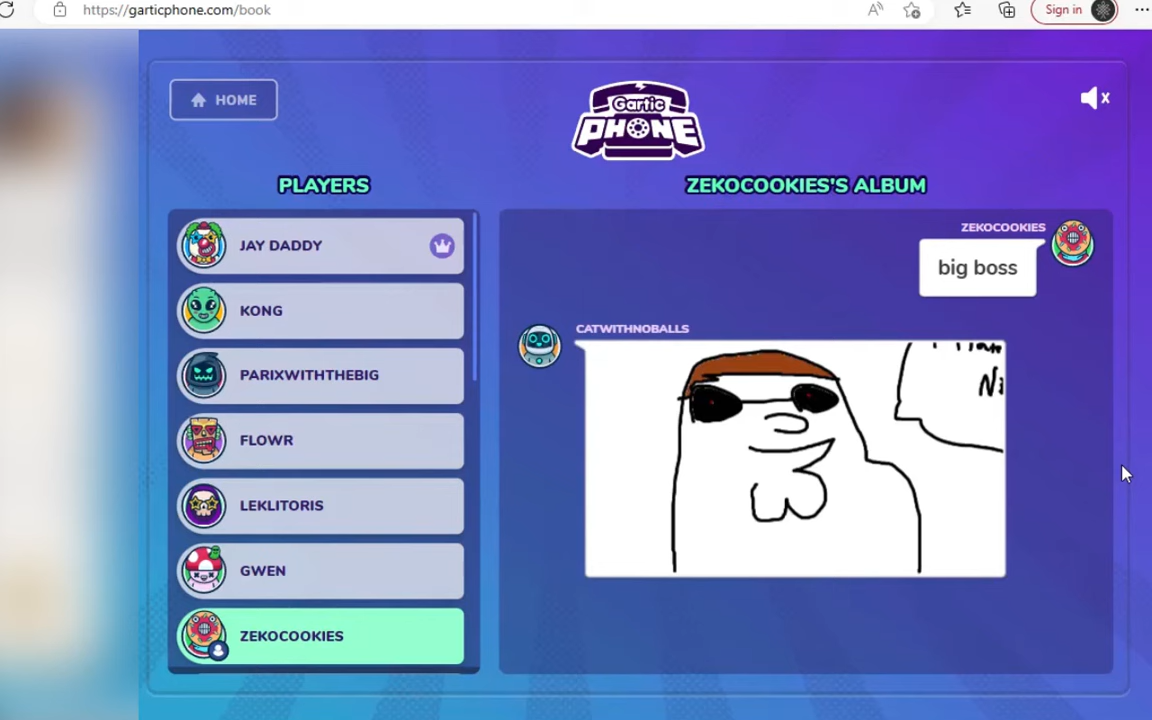 https://garticphone.com/book
Sign in
HOME
Gartic
PHONE
PLAYERS
ZEKOCOOKIES'S ALBUM
JAY DADDY
ZEKOCOOKIES
big boss
KONG
CATWITHNOBALLS
PARIXWITHTHEBIG
FLOWR
LEKLITORIS
GWEN
ZEKOCOOKIES